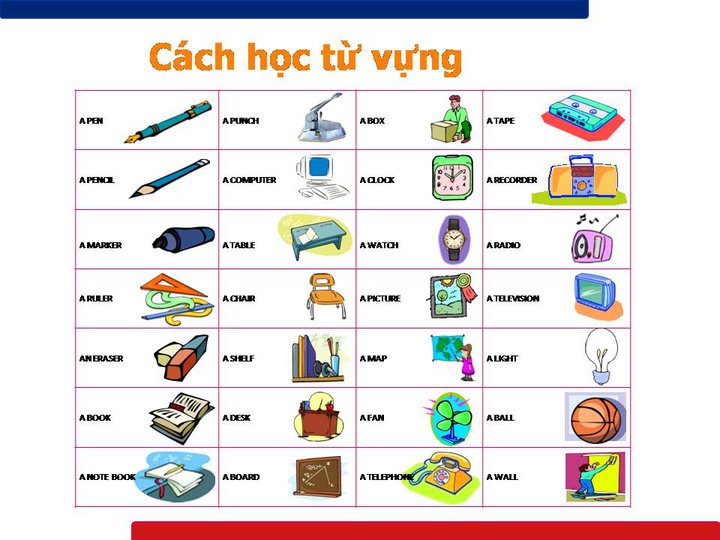 Cách học từ vựng
A PEN A PUNCH A BOX A TAPE
A PENCIL A COMPUTER A CLOCK A RECORDER
A MARKER A TABLE A WATCH A RADIO
A RULER A CHAIR A PICTURE A TELEVISION
AN ERASER A SHELF A MAP A LIGHT
A BOOK A DESK A FAN A BALL
A NOTE BOOK A BOARD A TELEPHONE A WALL